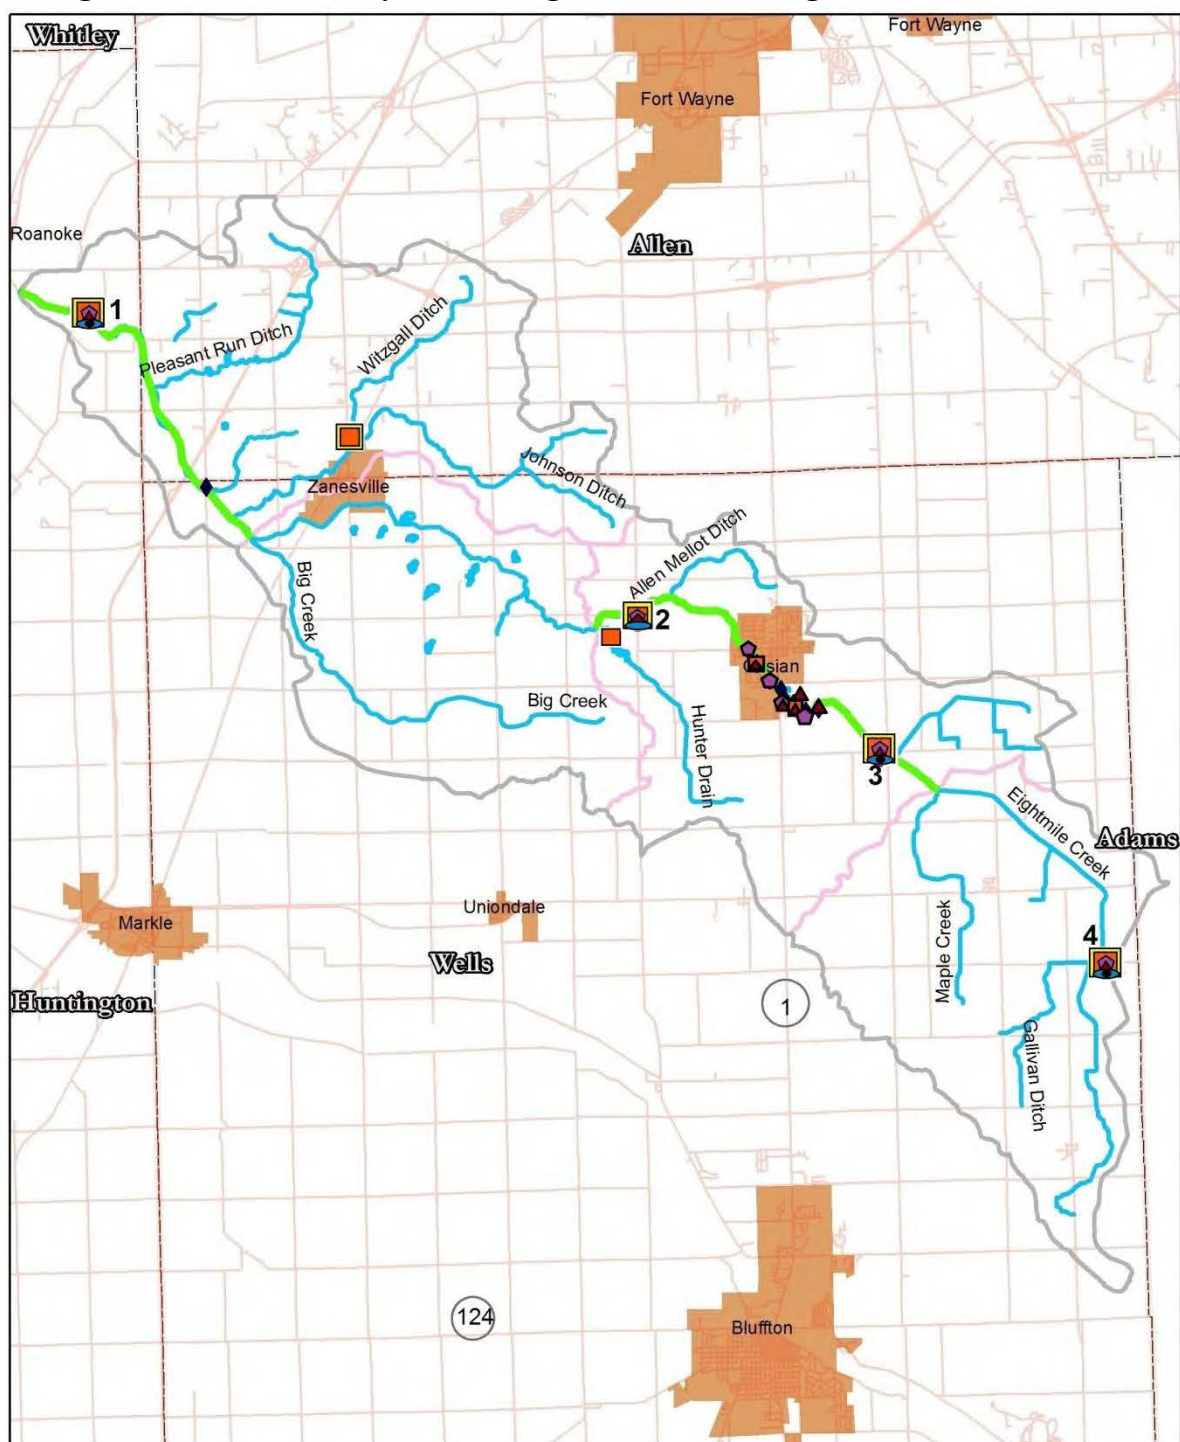 Whitley
Fort Wayne
Fort Wayne
Roanoke
Allen
1
Pleasant Run Ditch
Witzgall Ditch
Johnson Ditch
Zanesville
Allen Mellot Ditch
Big Creek
2
Big Creek
Hunter Drain
3
Eightmile Creek
Adams
Markle
Uniondale
Wells
Maple Creek
4
Huntington
1
Gallivan Ditch
124
Bluffton